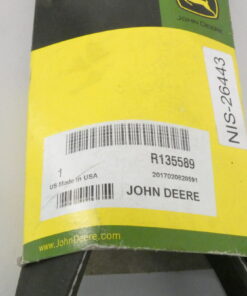 JOHN DEERE
NIS-26443
R135589
1
US Made In USA
2017020620591
JOHN DEERE
www.JohnDeere.com